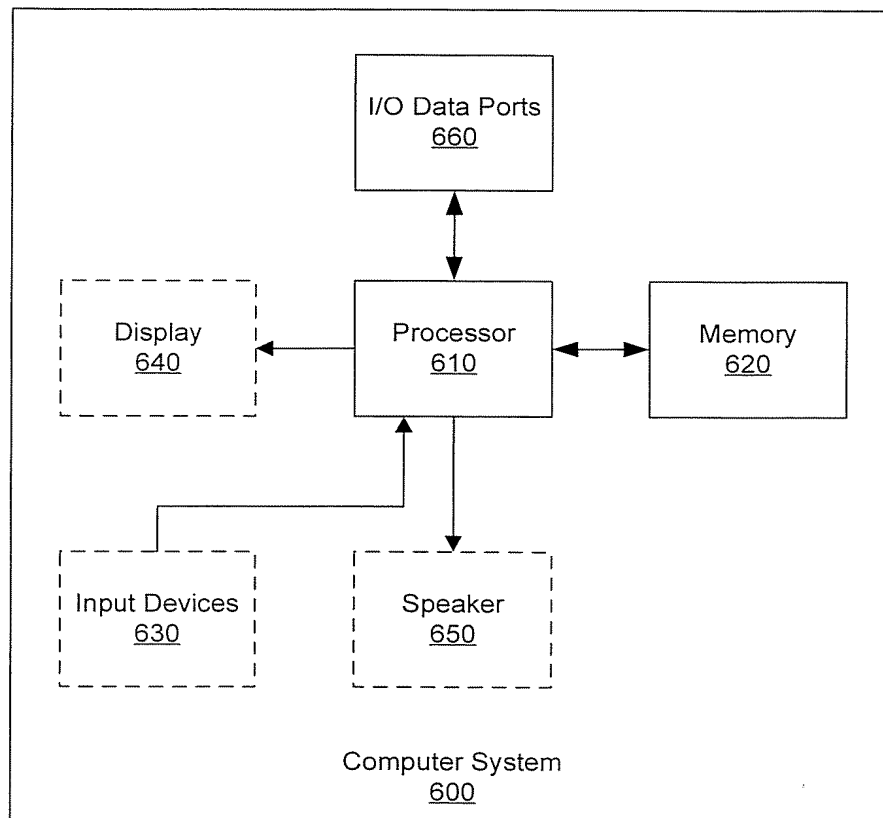 I/O Data Ports
660
Display
640
Processor
610
Memory
620
Input Devices
630
Speaker
650
Computer System
600